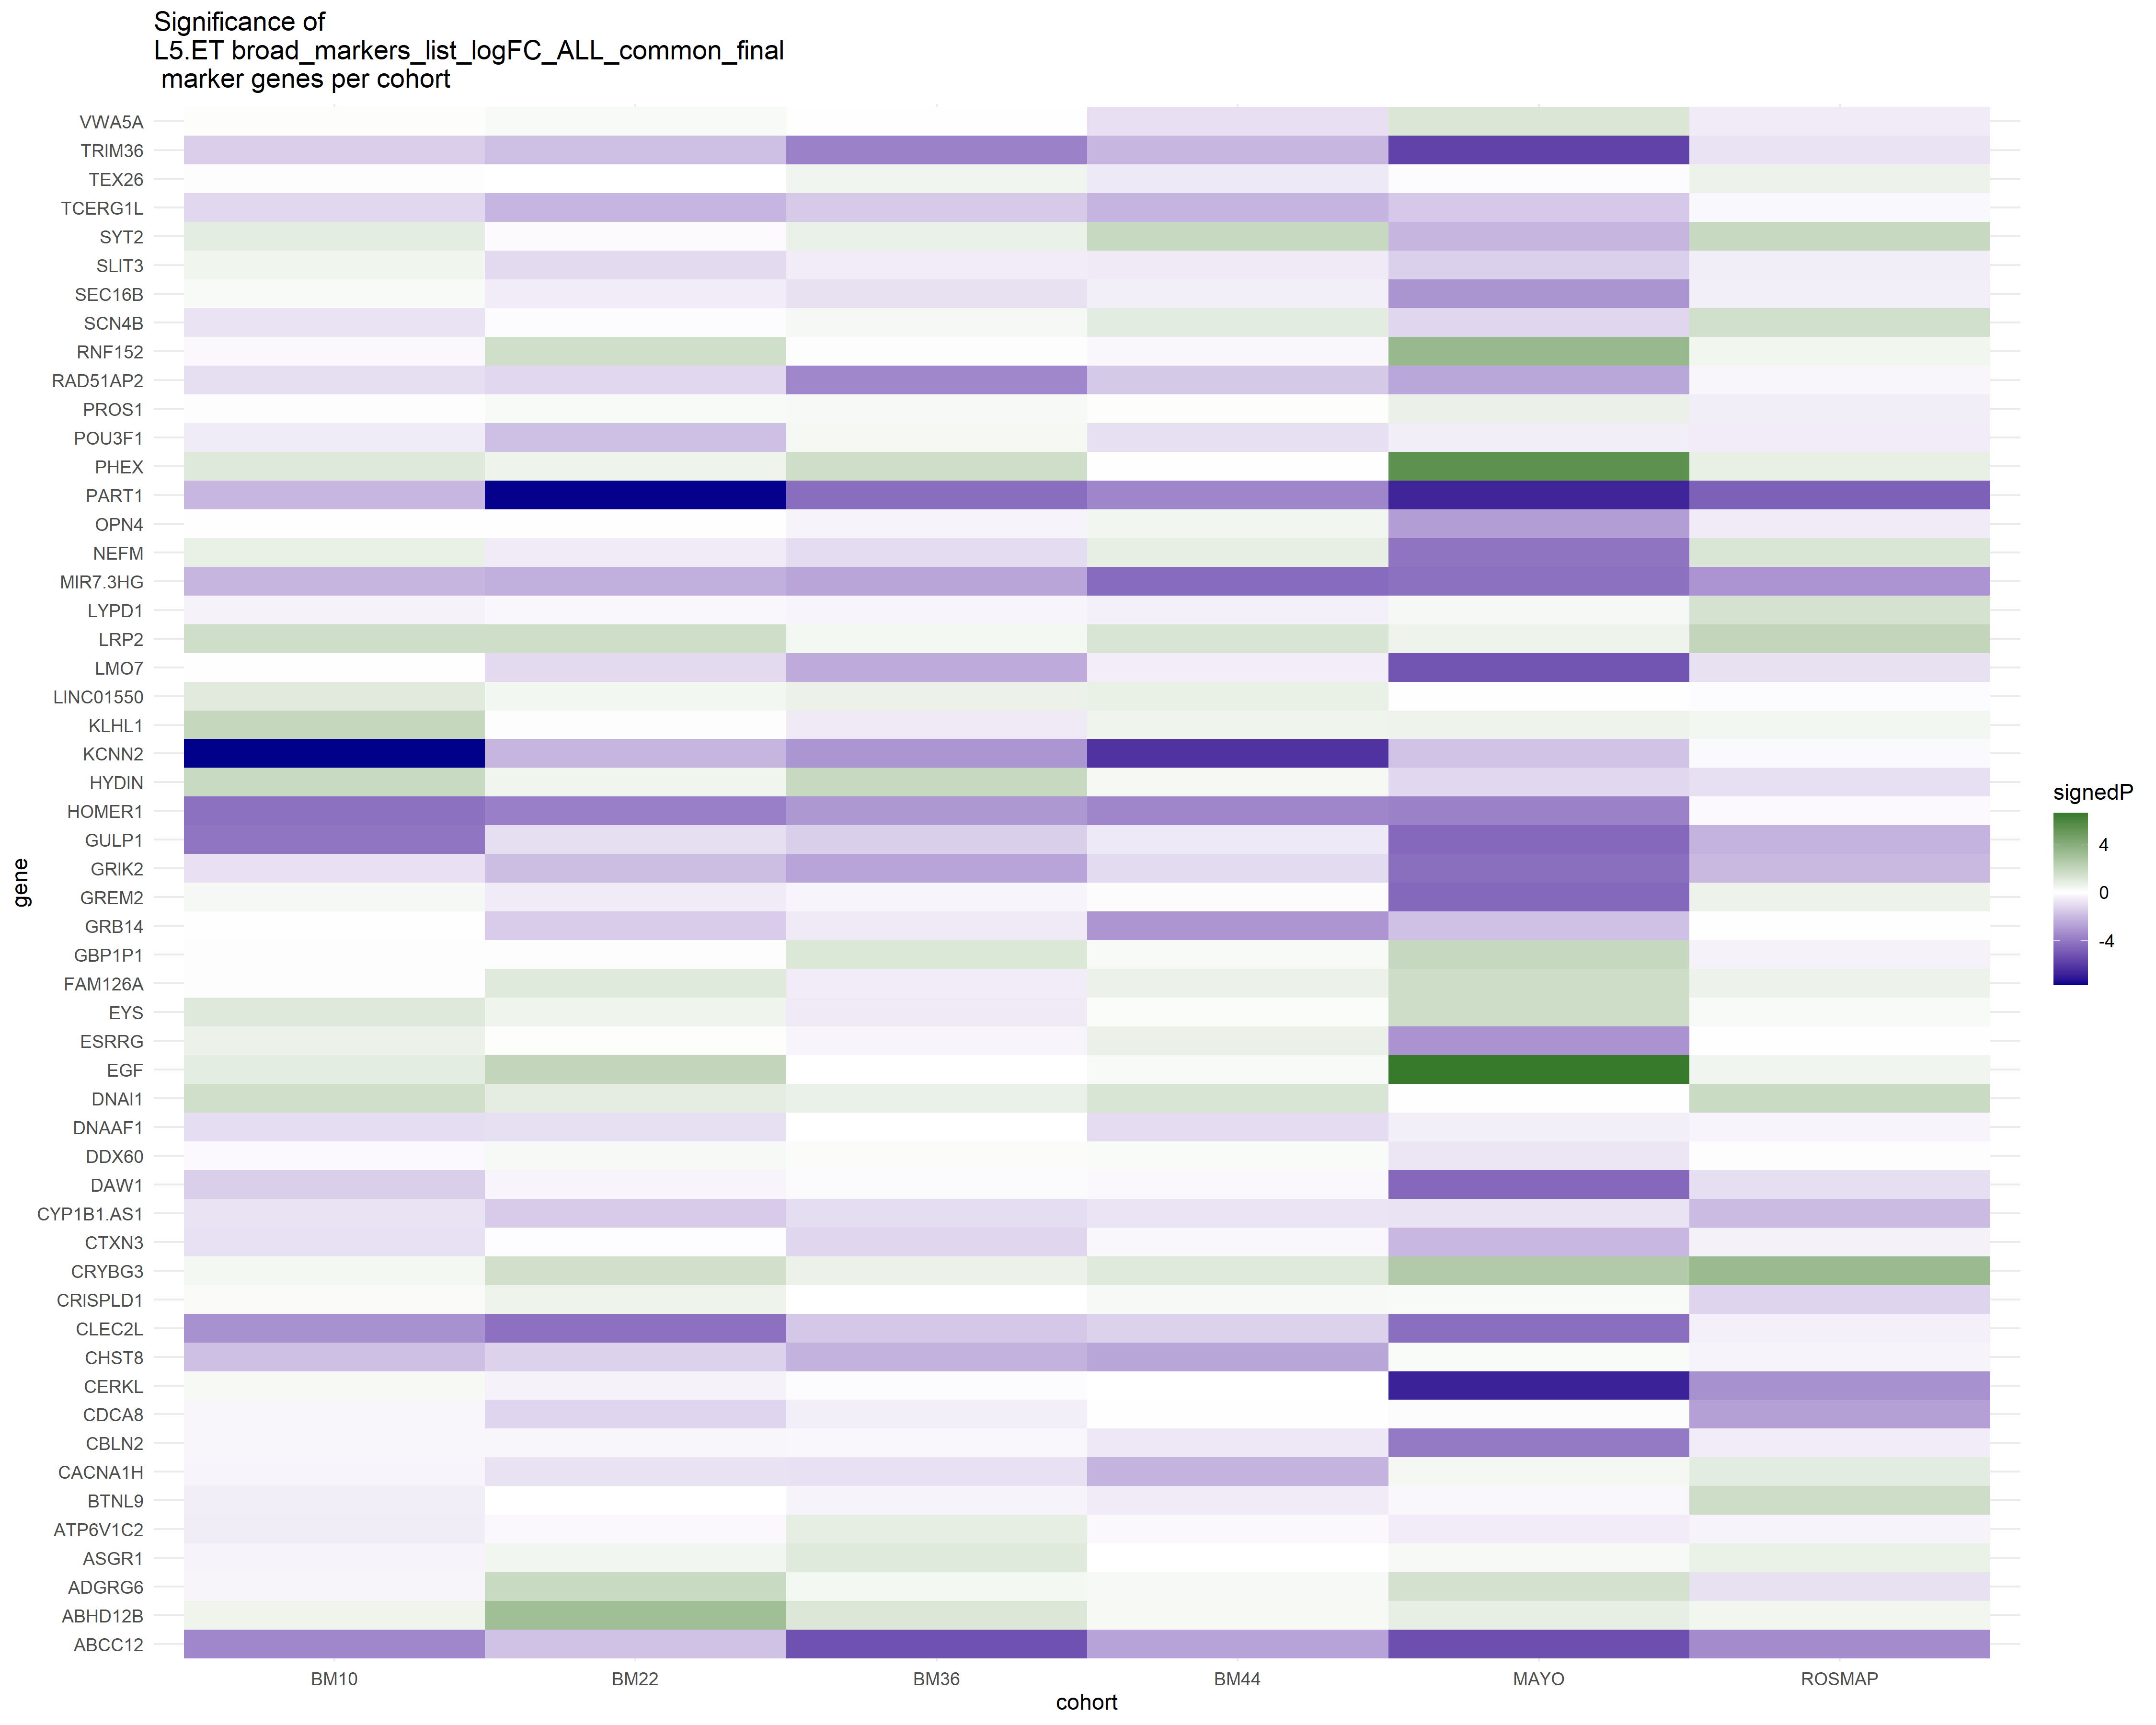 Significance of
L5.ET broad_markers_list_logFC_ALL_common_final
marker genes per cohort
VWA5A
TRIM36
TEX26
TCERG1L
SYT2
SLIT3
SEC16B
SCN4B
RNF152
RAD51AP2
PROS1
POU3F1
PHEX
PART1
OPN4
NEFM
MIR7.3HG
LYPD1
LRP2
LMO7
LINC01550
KLHL1
KCNN2
HYDIN
HOMER1
GULP1
GRIK2
GREM2
GRB14
GBP1P1
FAM126A
EYS
ESRRG
EGF
DNAI1
DNAAF1
DDX60
DAW1
CYP1B1.AS1
CTXN3
CRYBG3
CRISPLD1
CLEC2L
CHST8
CERKL
CDCA8
CBLN2
CACNA1H
BTNL9
ATP6V1C2
ASGR1
ADGRG6
ABHD12B
ABCC12
gene
BM10 BM22 BM36 BM44 MAYO ROSMAP
cohort
signedP
4
0
-4